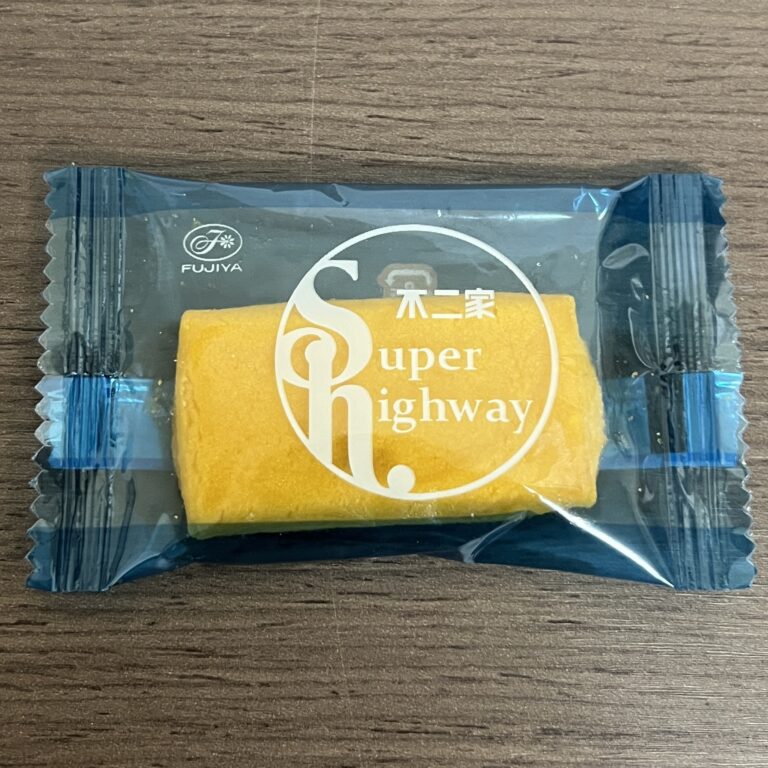 FUJIYA
不二家
Super
highway